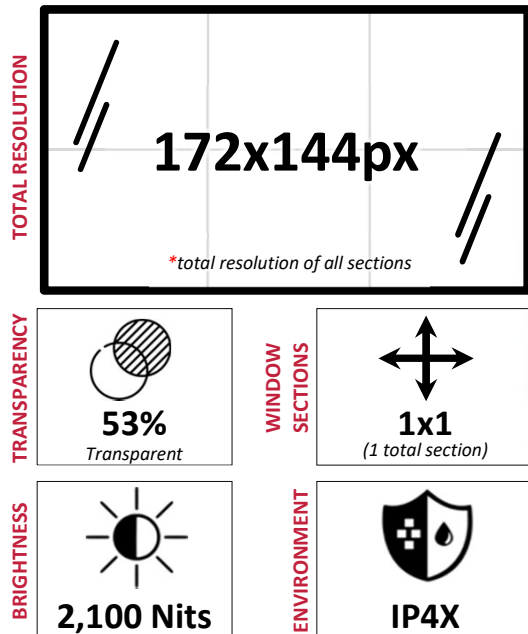 TOTAL RESOLUTION
172x144px
*total resolution of all sections
TRANSPARENCY
53%
Transparent
WINDOW
SECTIONS
1x1
(1 total section)
BRIGHTNESS
2,100 Nits
ENVIRONMENT
IP4X